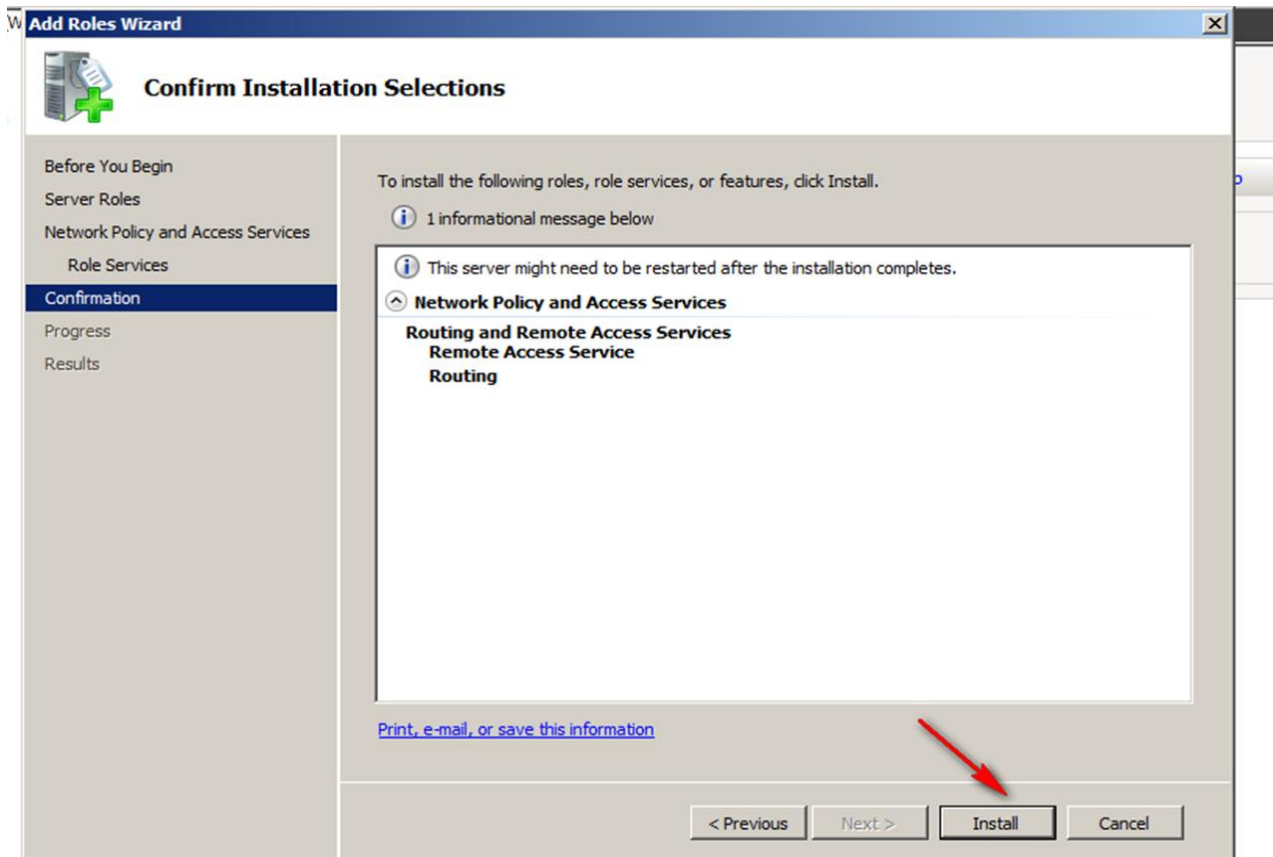 W
Add Roles Wizard
Confirm Installation Selections
Before You Begin
Server Roles
Network Policy and Access Services
Role Services
Confirmation
Progress
Results
To install the following roles, role services, or features, click Install.
1 informational message below
This server might need to be restarted after the installation completes.
Network Policy and Access Services
Routing and Remote Access Services
Remote Access Service
Routing
Print, e-mail, or save this information
< Previous
Next >
Install
Cancel